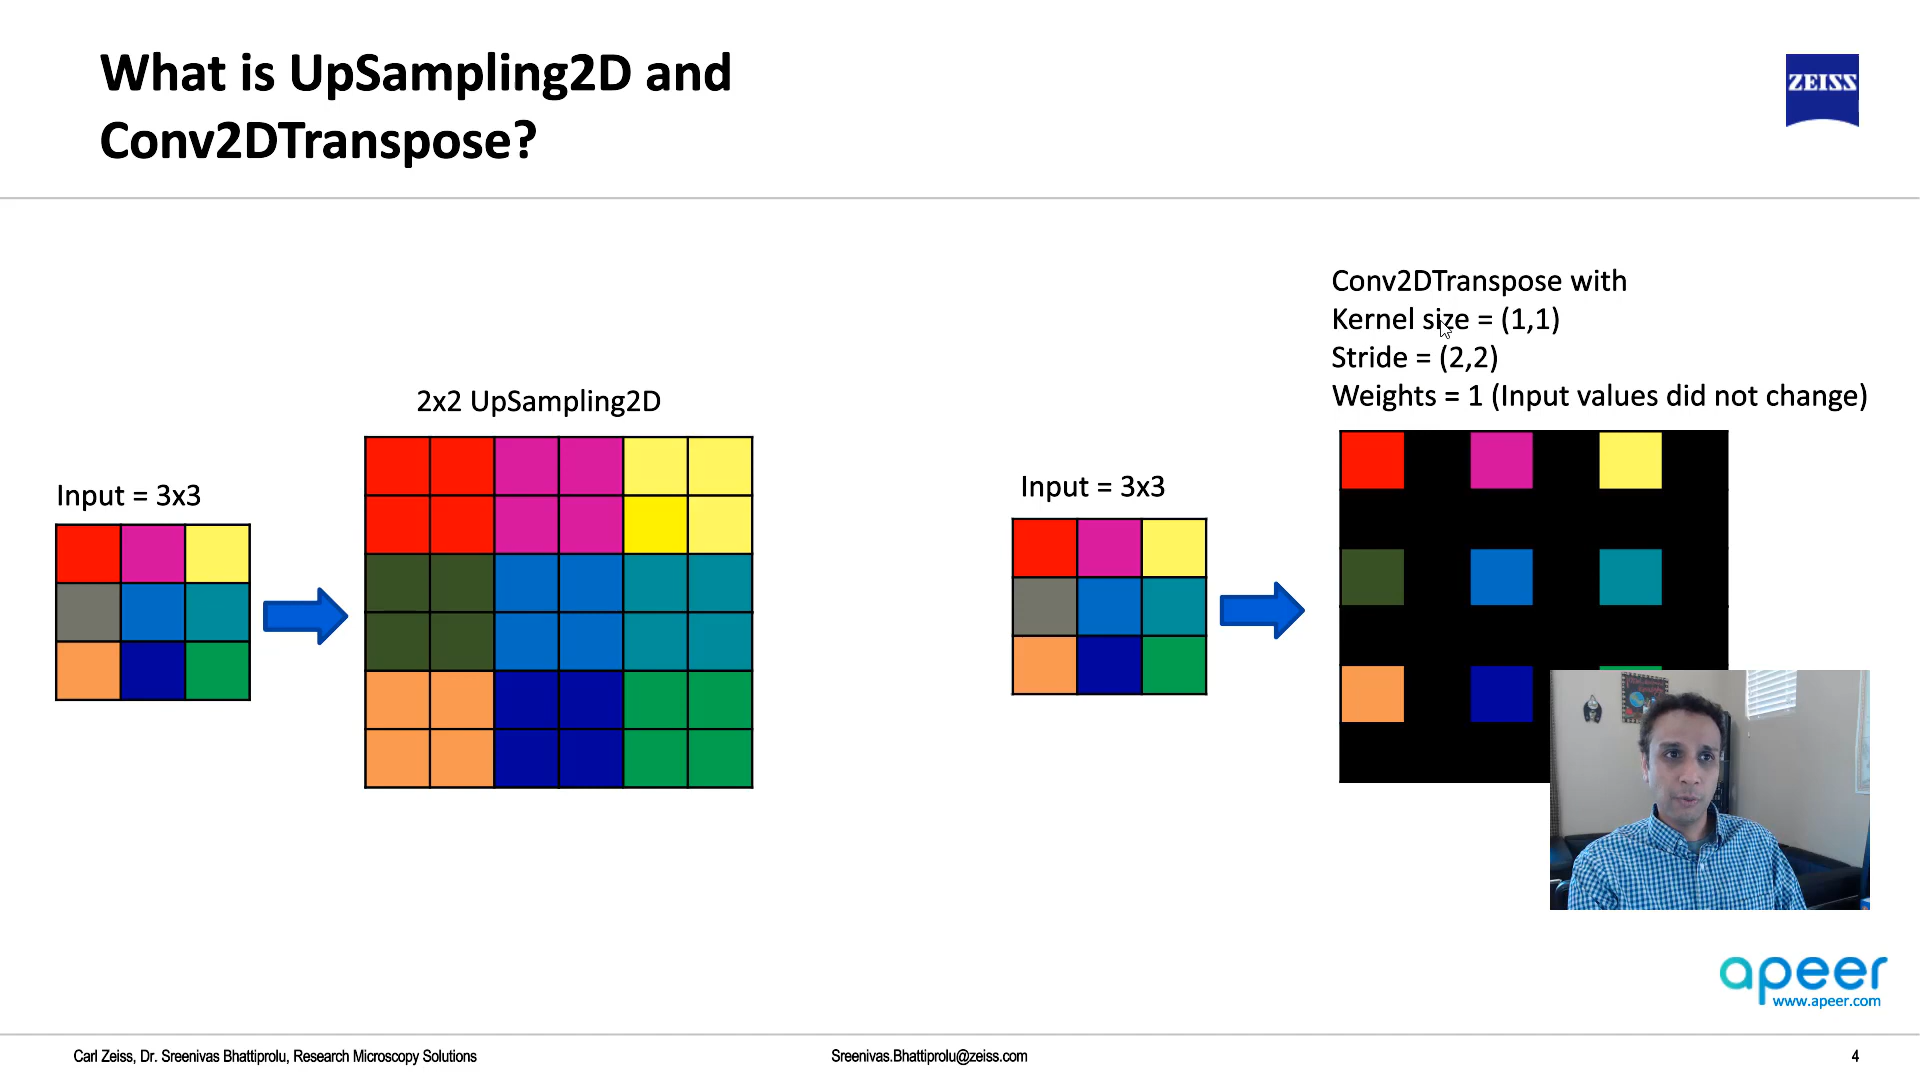 What is UpSampling2D and
Conv2DTranspose?
ZEISS
Conv2DTranspose with
Kernel size = (1,1)
Stride = (2,2)
Weights = 1 (Input values did not change)
2x2 UpSampling2D
Input = 3x3
Input = 3x3
apeer
www.apeer.com
Carl Zeiss, Dr. Sreenivas Bhattiprolu, Research Microscopy Solutions
Sreenivas.Bhattiprolu@zeiss.com
4